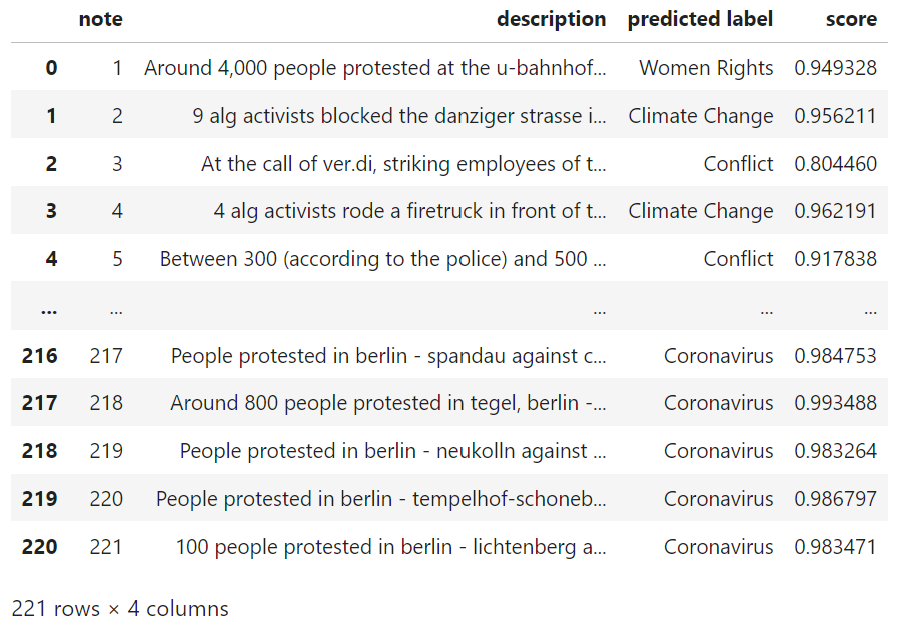 note description predicted label score
0 1 Around 4,000 people protested at the u-bahnhof... Women Rights 0.949328
1 2 9 alg activists blocked the danziger strasse i... Climate Change 0.956211
2 3 At the call of ver.di, striking employees of t... Conflict 0.804460
3 4 4 alg activists rode a firetruck in front of t... Climate Change 0.962191
4 5 Between 300 (according to the police) and 500 ... Conflict 0.917838
... ... ... ... ...
216 217 People protested in berlin - spandau against c... Coronavirus 0.984753
217 218 Around 800 people protested in tegel, berlin -... Coronavirus 0.993488
218 219 People protested in berlin - neukolln against ... Coronavirus 0.983264
219 220 People protested in berlin - tempelhof-schoneb... Coronavirus 0.986797
220 221 100 people protested in berlin - lichtenberg a... Coronavirus 0.983471
221 rows × 4 columns